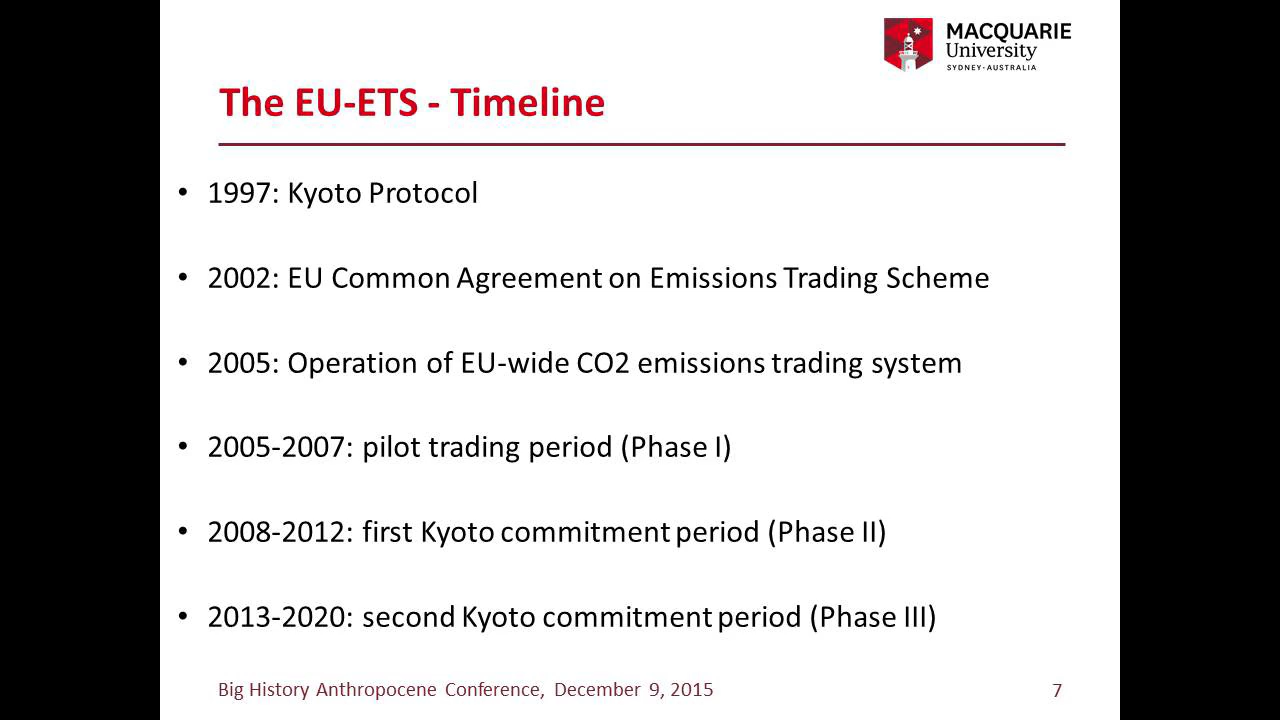 MACQUARIE
University
SYDNEY·AUSTRALIA
The EU-ETS - Timeline
• 1997: Kyoto Protocol
• 2002: EU Common Agreement on Emissions Trading Scheme
• 2005: Operation of EU-wide CO2 emissions trading system
• 2005-2007: pilot trading period (Phase I)
• 2008-2012: first Kyoto commitment period (Phase II)
• 2013-2020: second Kyoto commitment period (Phase III)
Big History Anthropocene Conference, December 9, 2015
7